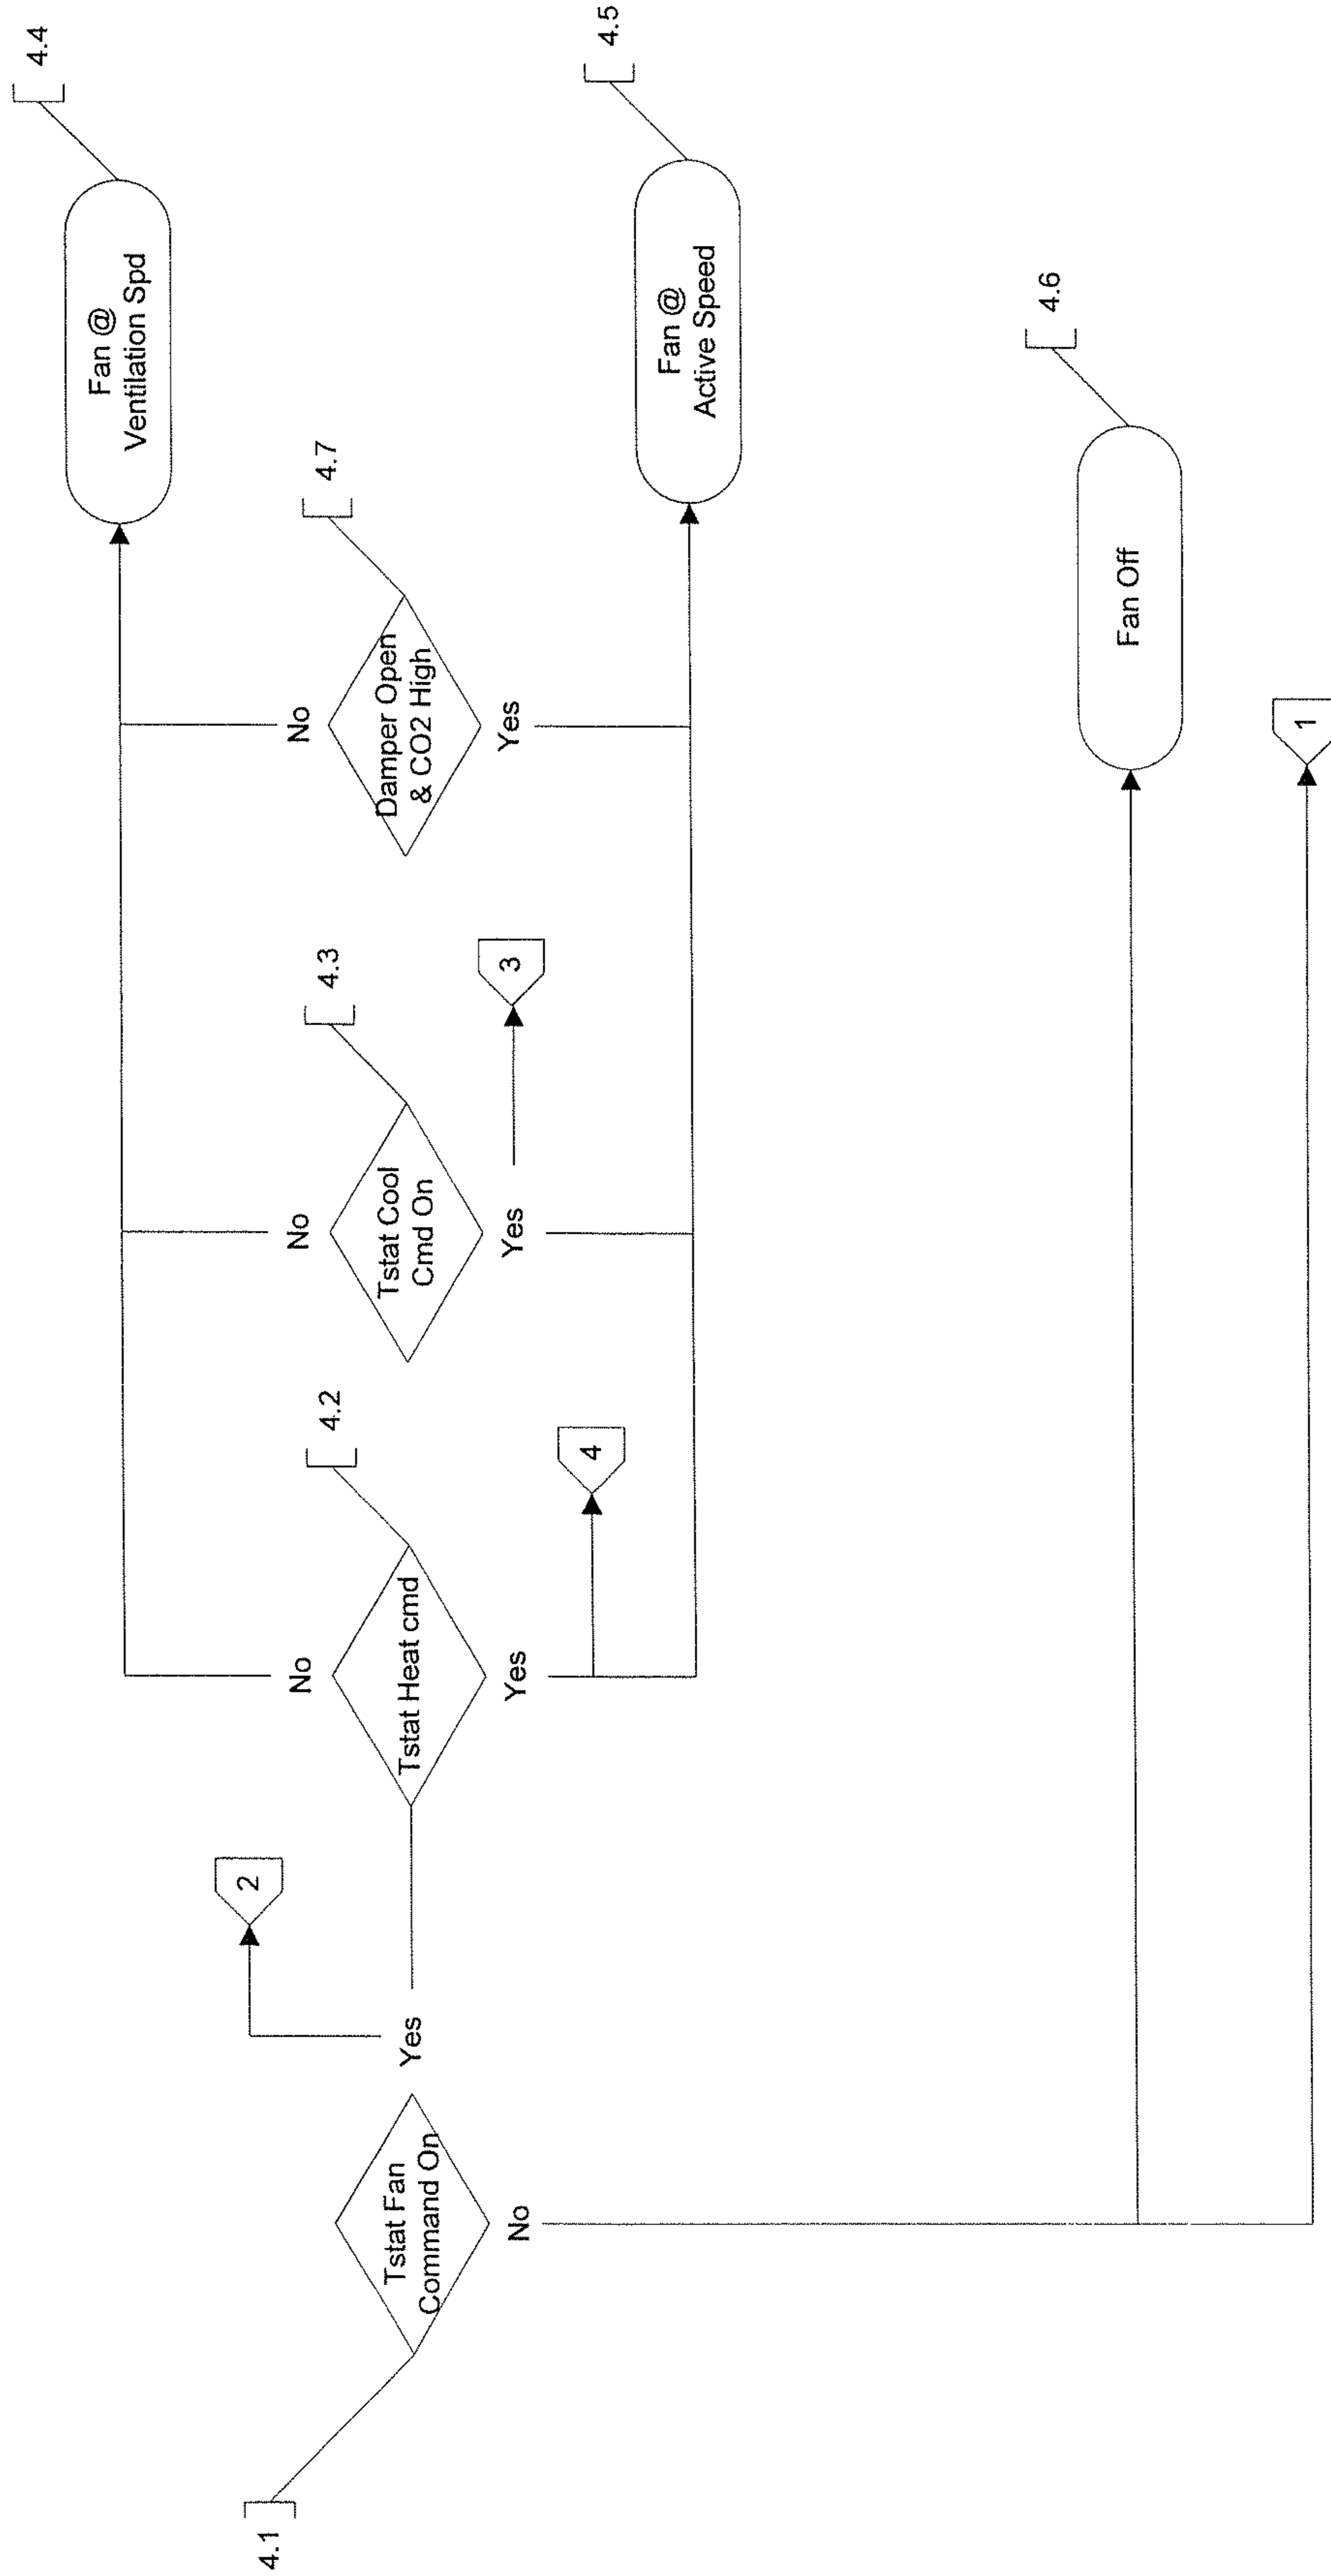 4.1
Tstat Fan
Command On
Yes
No
2
Tstat Heat cmd
4.2
No
Yes
4
Tstat Cool
Cmd On
4.3
No
Yes
3
Damper Open
& CO2 High
4.7
No
Yes
Fan @
Ventilation Spd
4.4
Fan @
Active Speed
4.5
Fan Off
4.6
1